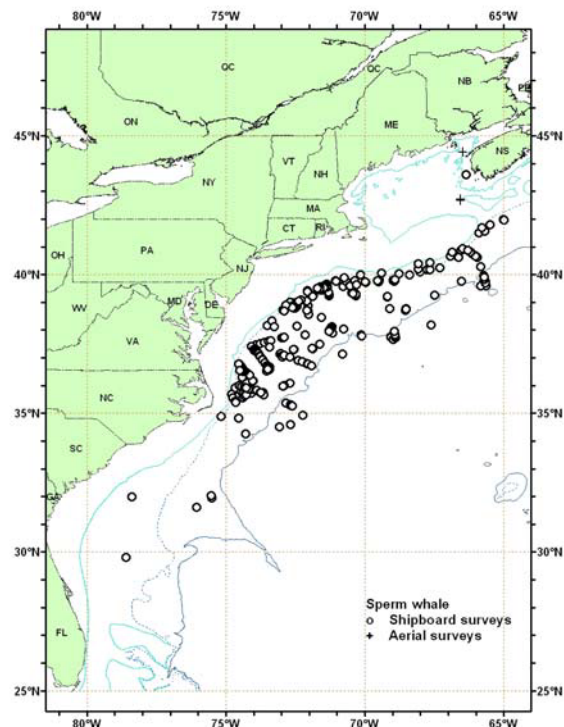 80°W 75°W 70°W 65°W
QC QC NB PE
ON ME
45°N 45°N
NS
VT
NH
NY
MA
CT RI
PA
OH NJ
40°N 40°N
MD DE
WV
VA
NC
35°N 35°N
SC
GA
30°N 30°N
Sperm whale
Shipboard surveys
FL
+ Aerial surveys
25°N 25°N
80°W 75°W 70°W 65°W